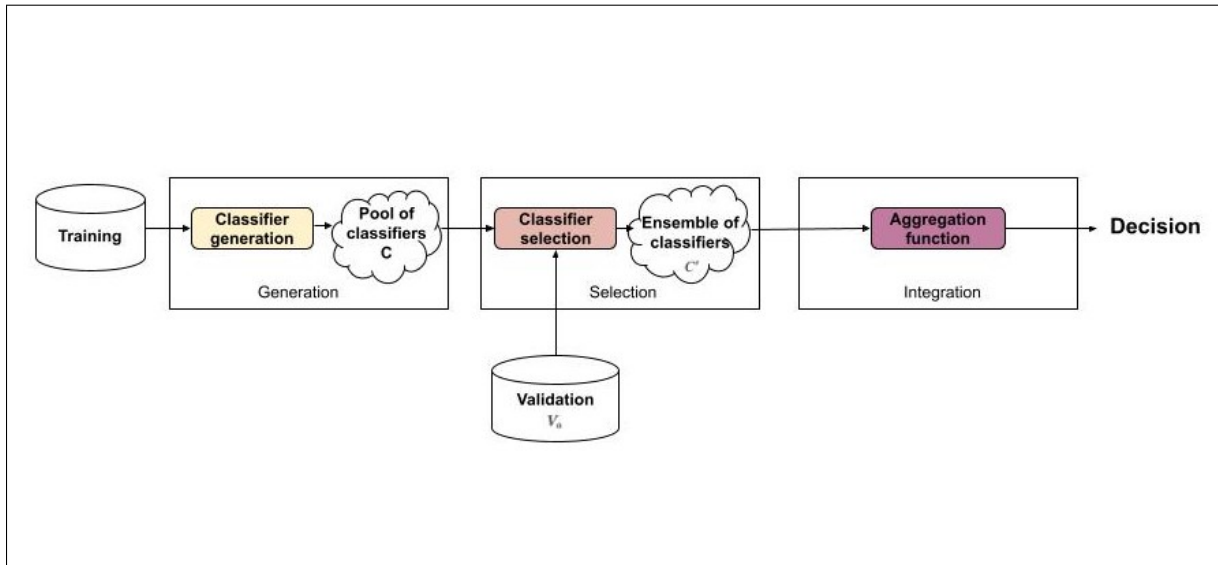 Training
Classifier
generation
Pool of
classifiers
C
Generation
Classifier
selection
Ensemble of
classifiers
C'
Selection
Validation
Va
Aggregation
function
Integration
Decision